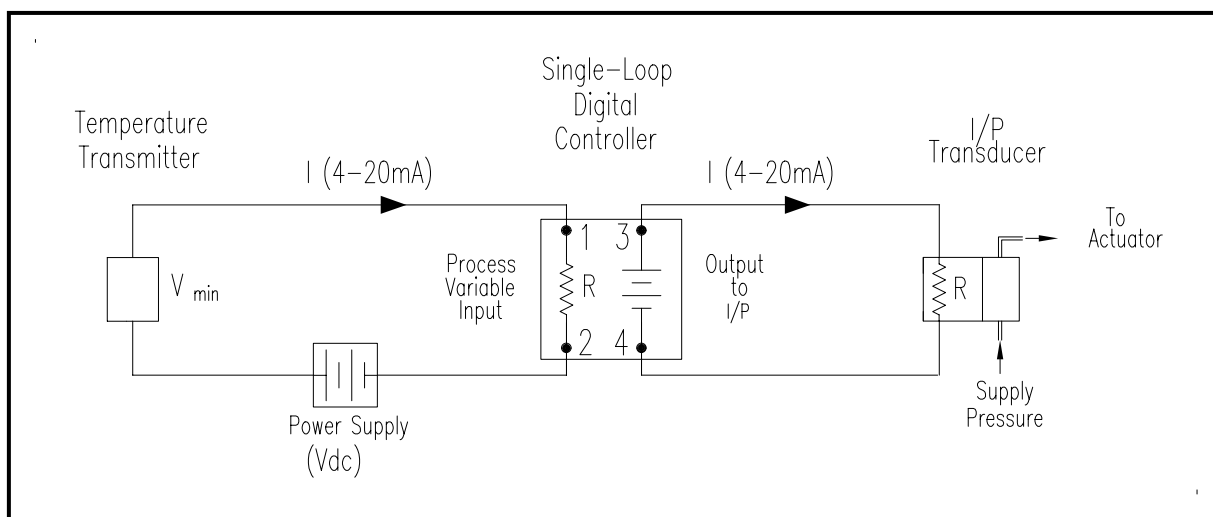 Single-Loop
Digital
Controller
Temperature
Transmitter
I/P
Transducer
I (4-20mA)
I (4-20mA)
To
Actuator
1
3
Process
Variable
Input
R
Output
to
I/P
V min
R
2
4
Supply
Pressure
Power Supply
(Vdc)